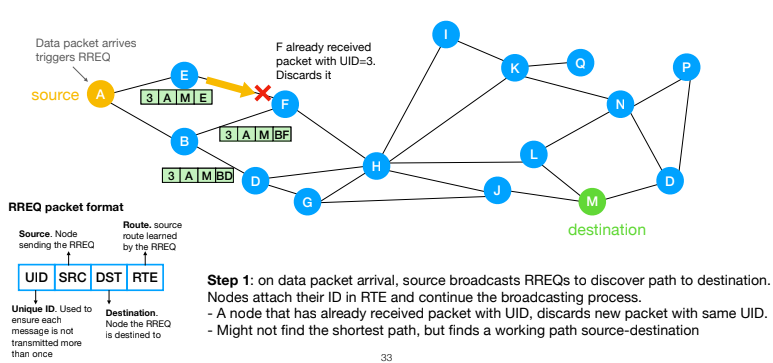 Data packet arrives
triggers RREQ
source
A
E
3 A M E
F already received
packet with UID=3.
Discards it
F
B
3 A M BF
3 A M BD
D
G
H
I
K
Q
P
N
L
J
M
D
destination
RREQ packet format
Source. Node
sending the RREQ
Route. source
route learned
by the RREQ
UID SRC DST RTE
Unique ID. Used to
ensure each
message is not
transmitted more
than once
Destination.
Node the RREQ
is destined to
Step 1: on data packet arrival, source broadcasts RREQs to discover path to destination.
Nodes attach their ID in RTE and continue the broadcasting process.
- A node that has already received packet with UID, discards new packet with same UID.
- Might not find the shortest path, but finds a working path source-destination
33